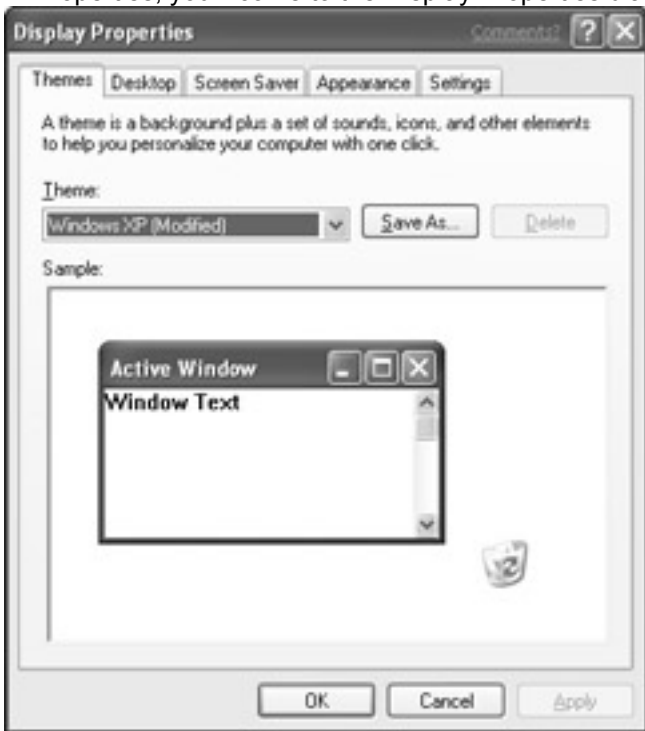 Display Properties Comments? ?
Themes Desktop Screen Saver Appearance Settings
A theme is a background plus a set of sounds, icons, and other elements
to help you personalize your computer with one click.
Theme:
Windows XP (Modified) Save As... Delete
Sample:
Active Window
Window Text
OK Cancel Apply